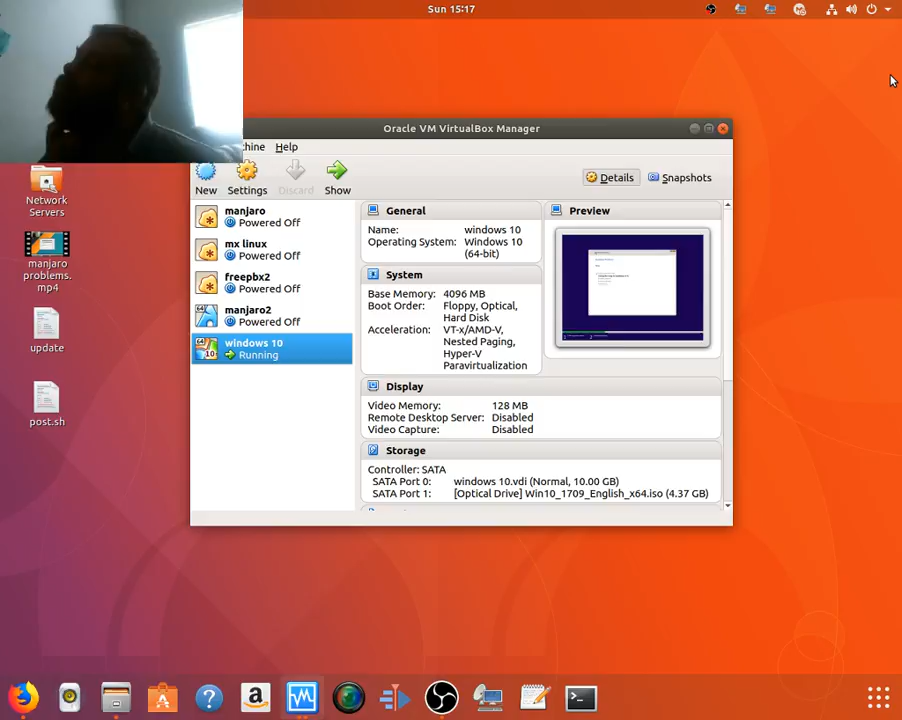 Sun 15:17
Oracle VM VirtualBox Manager
chine Help
New Settings Discard Show
Details Snapshots
Network
Servers
manjaro
problems.
mp4
update
post.sh
manjaro
Powered Off
mx linux
Powered Off
freepbx2
Powered Off
manjaro2
Powered Off
windows 10
Running
General
Name: windows 10
Operating System: Windows 10
(64-bit)
System
Base Memory: 4096 MB
Boot Order: Floppy, Optical,
Hard Disk
Acceleration: VT-x/AMD-V,
Nested Paging,
Hyper-V
Paravirtualization
Preview
Display
Video Memory: 128 MB
Remote Desktop Server: Disabled
Video Capture: Disabled
Storage
Controller: SATA
SATA Port 0: windows 10.vdi (Normal, 10.00 GB)
SATA Port 1: [Optical Drive] Win10_1709_English_x64.iso (4.37 GB)